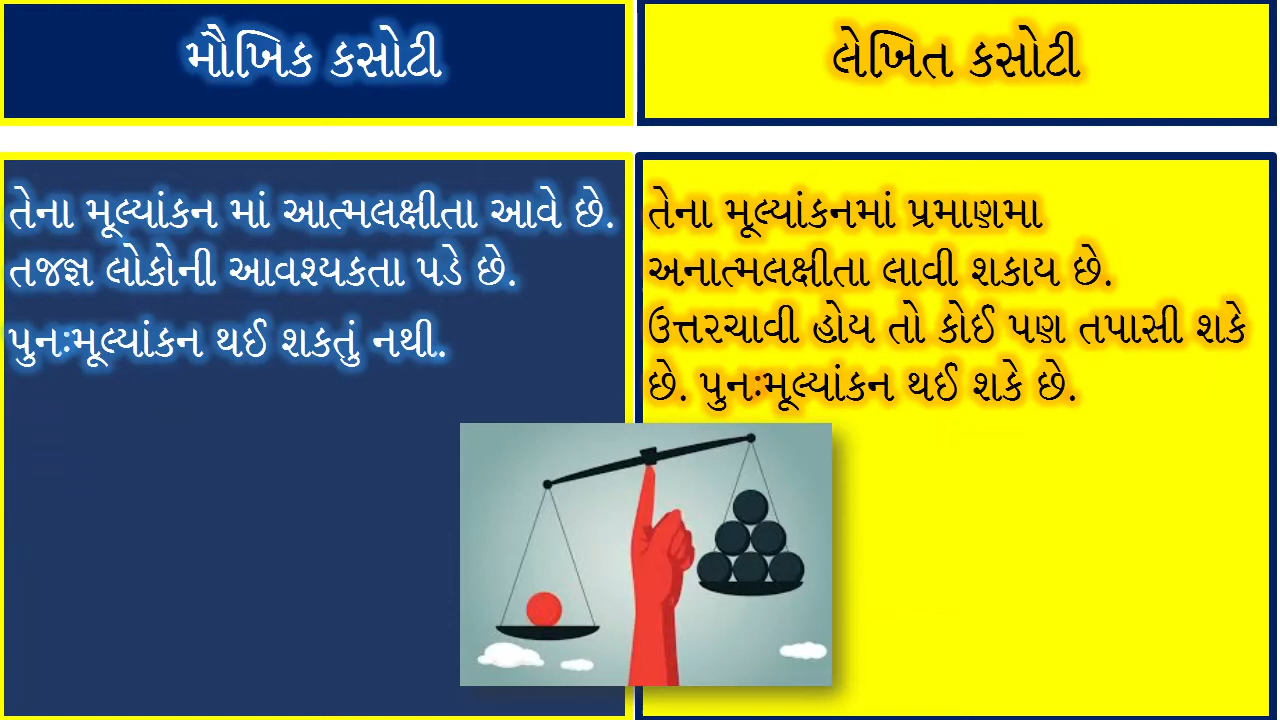 મૌખિક કસોટી
લેખિત કસોટી
તેના મૂલ્યાંકન માં આત્મલક્ષીતા આવે છે.
તજજ્ઞ લોકોની આવશ્યકતા પડે છે.
પુનઃમૂલ્યાંકન થઈ શકતું નથી.
તેના મૂલ્યાંકનમાં પ્રમાણમા
અનાત્મલક્ષીતા લાવી શકાય છે.
ઉત્તરચાવી હોય તો કોઈ પણ તપાસી શકે
છે. પુનઃમૂલ્યાંકન થઈ શકે છે.